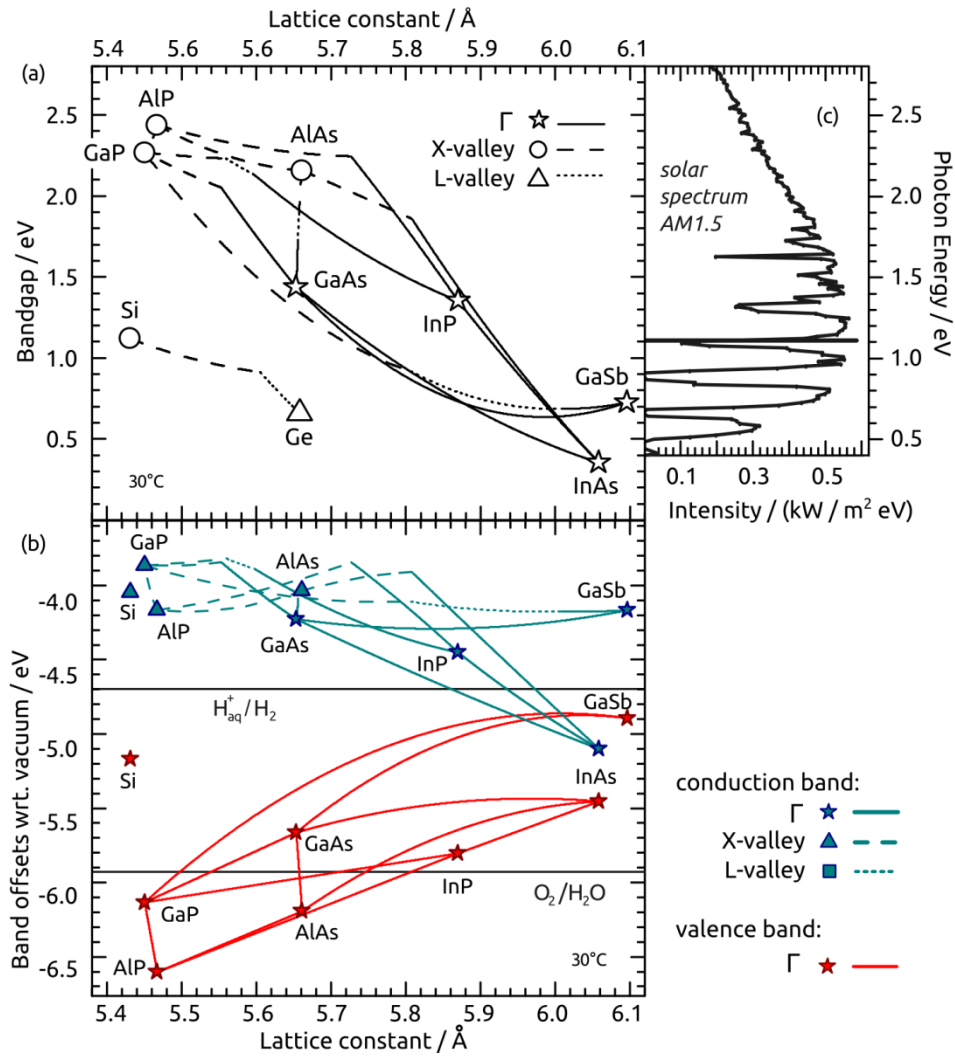 Lattice constant / Å
5.4 5.6 5.6 5.8 6.0 6.1
(a)
AlP
GaP
AlAs
Γ
X-valley
L-valley
GaAs
InP
Si
Ge
GaSb
InAs
30°C
Bandgap / eV
2.5
2.0
1.5
1.0
0.5
(c)
solar
spectrum
AM1.5
2.5
2.0
1.5
1.0
0.5
Photon Energy / eV
0.1 0.3 0.5
Intensity / (kW / m² eV)
(b)
GaP
AlAs
GaSb
Si
AlP
GaAs
InP
H⁺aq/H₂
GaSb
Si
InAs
GaAs
InP
O₂/H₂O
GaP
AlAs
AlP
30°C
Band offsets wrt. vacuum / eV
-4.0
-4.5
-5.0
-5.5
-6.0
-6.5
5.4 5.5 5.6 5.7 5.8 5.9 6.0 6.1
Lattice constant / Å
conduction band:
Γ
X-valley
L-valley
valence band:
Γ